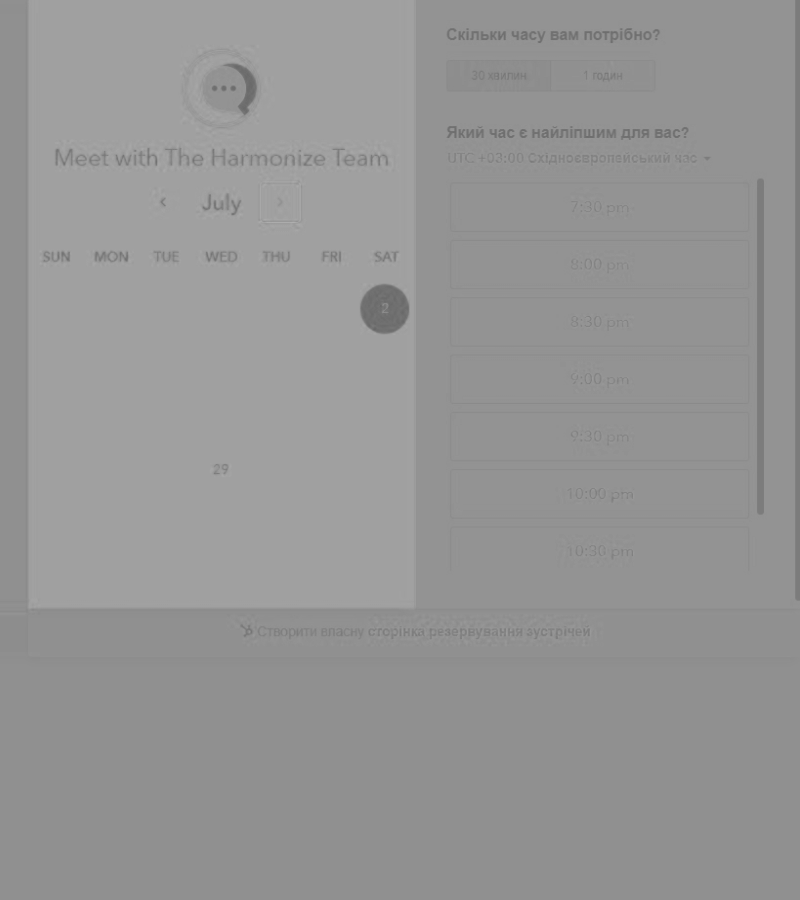 Meet with The Harmonize Team
July
SUN MON TUE WED THU FRI SAT
2
29
Скільки часу вам потрібно?
30 хвилин 1 годин
Який час є найліпшим для вас?
UTC +03:00 Східноєвропейський час
7:30 pm
8:00 pm
8:30 pm
9:00 pm
9:30 pm
10:00 pm
10:30 pm
Створити власну сторінка резервування зустрічей